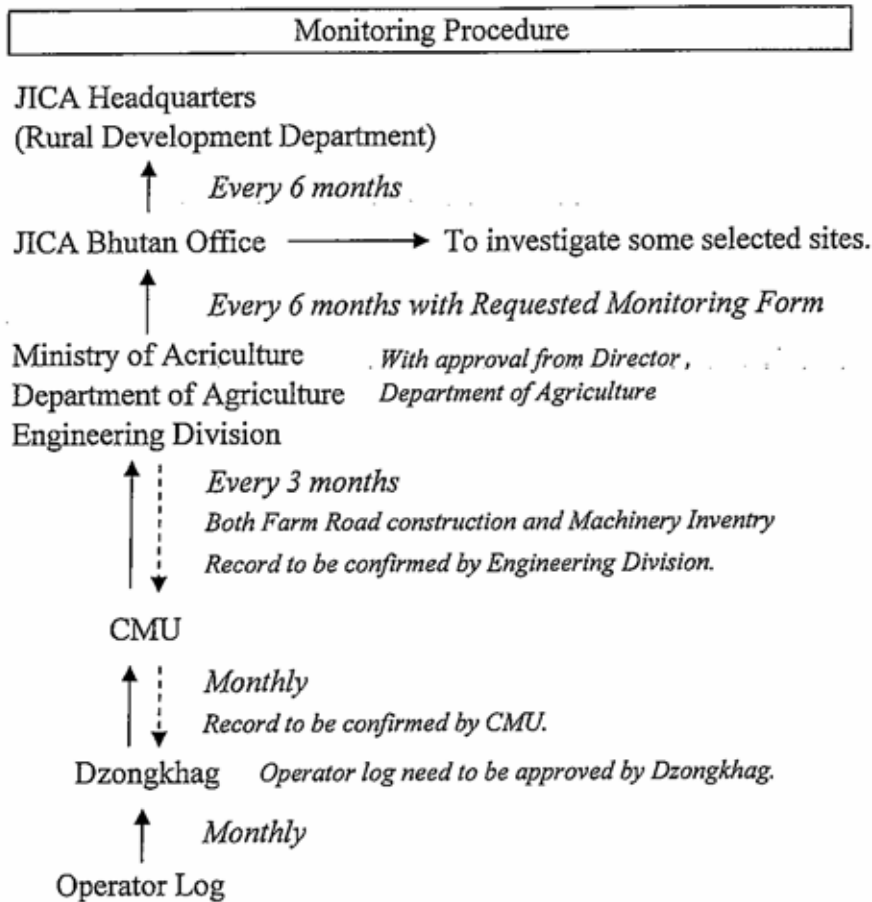 Monitoring Procedure
JICA Headquarters
(Rural Development Department)
Every 6 months
JICA Bhutan Office To investigate some selected sites.
Every 6 months with Requested Monitoring Form
Ministry of Acriculture With approval from Director,
Department of Agriculture Department of Agriculture
Engineering Division
Every 3 months
Both Farm Road construction and Machinery Inventry
Record to be confirmed by Engineering Division.
CMU
Monthly
Record to be confirmed by CMU.
Dzongkhag Operator log need to be approved by Dzongkhag.
Monthly
Operator Log